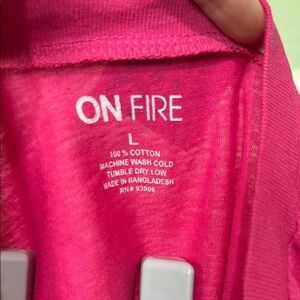 ON FIRE
L
100% COTTON
MACHINE WASH COLD
TUMBLE DRY LOW
MADE IN BANGLADESH
RN# 93906